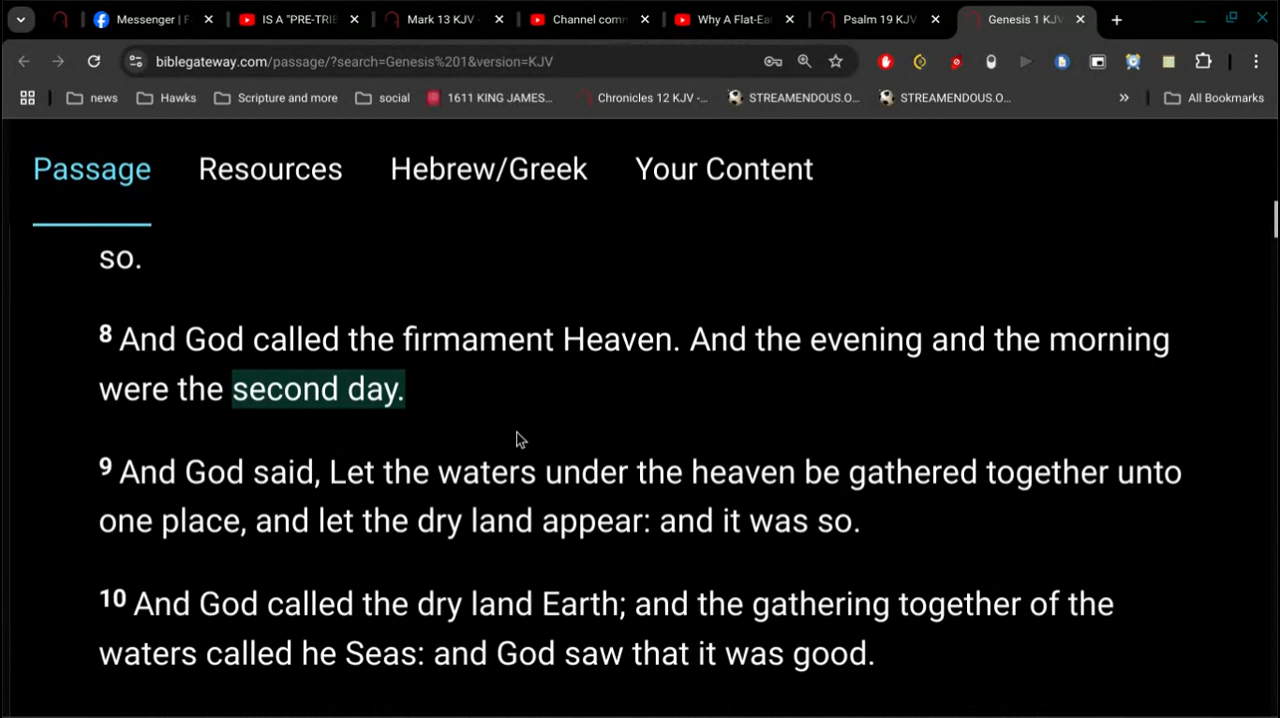 Messenger | F
IS A "PRE-TRIE
Mark 13 KJV -
Channel comm
Why A Flat-Ea
Psalm 19 KJV
Genesis 1 KJV
biblegateway.com/passage/?search=Genesis%201&version=KJV
news
Hawks
Scripture and more
social
1611 KING JAMES...
Chronicles 12 KJV -...
STREAMENDOUS.O...
STREAMENDOUS.O...
»
All Bookmarks
Passage
Resources
Hebrew/Greek
Your Content
so.
8 And God called the firmament Heaven. And the evening and the morning
were the second day.
9 And God said, Let the waters under the heaven be gathered together unto
one place, and let the dry land appear: and it was so.
10 And God called the dry land Earth; and the gathering together of the
waters called he Seas: and God saw that it was good.